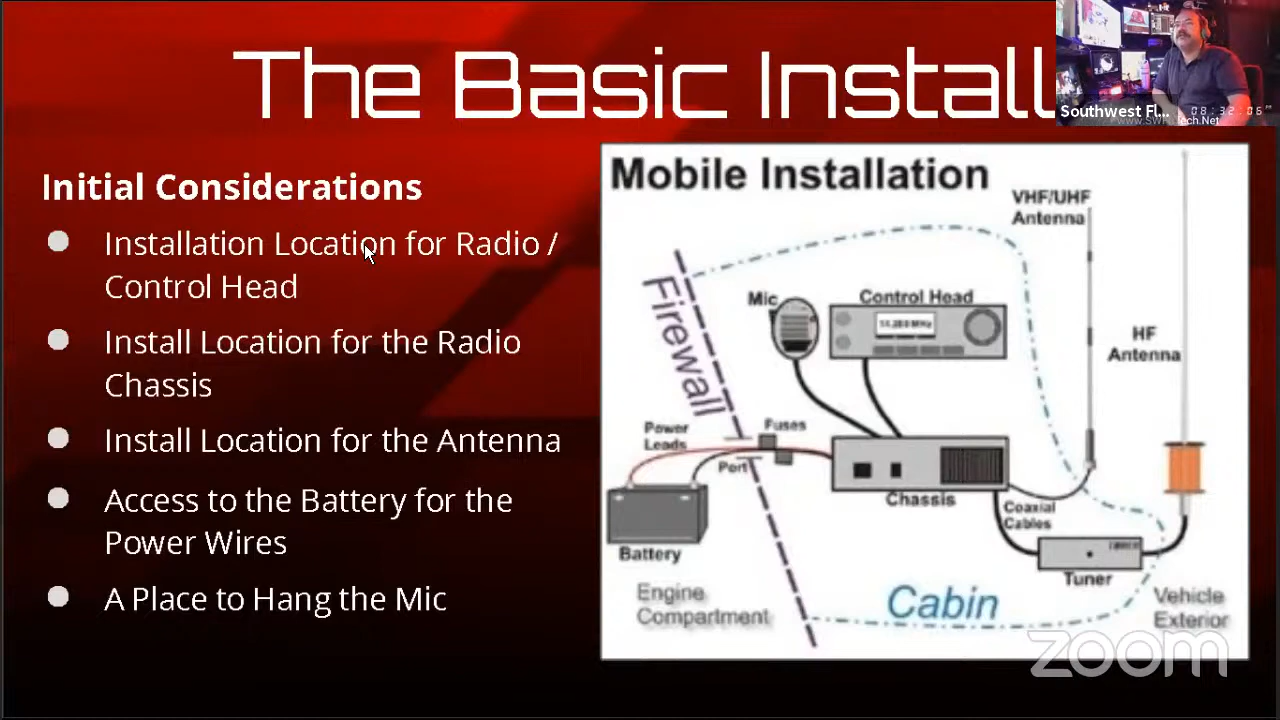 The Basic Install
Southwest Fl...
08:32:06
Initial Considerations
Installation Location for Radio /
Control Head
Install Location for the Radio
Chassis
Install Location for the Antenna
Access to the Battery for the
Power Wires
A Place to Hang the Mic
Mobile Installation
VHF/UHF
Antenna
Firewall
Mic
Control Head
HF
Antenna
Power
Leads
Fuses
Port
Chassis
Coaxial
Cables
Battery
Tuner
Engine
Compartment
Cabin
Vehicle
Exterior
zoom